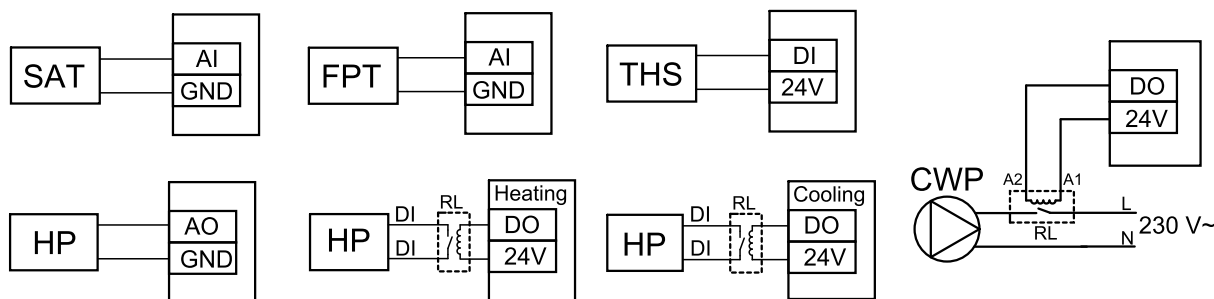 SAT
AI
GND
FPT
AI
GND
THS
DI
24V
DO
24V
CWP
A2
A1
L
N
RL
230 V~
HP
AO
GND
HP
DI
DI
RL
Heating
DO
24V
HP
DI
DI
RL
Cooling
DO
24V